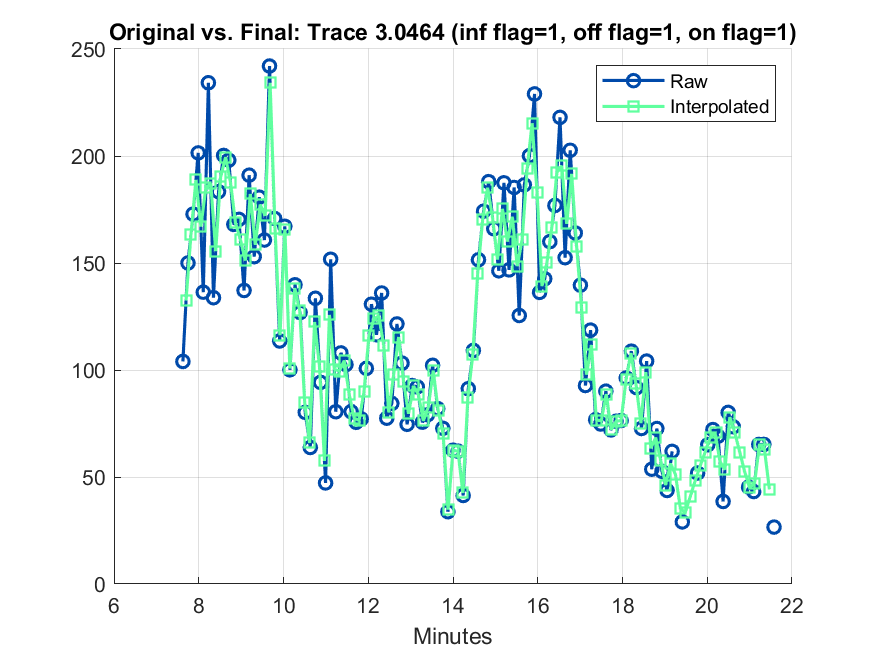 Original vs. Final: Trace 3.0464 (inf flag=1, off flag=1, on flag=1)
250
200
150
100
50
0
Raw
Interpolated
6 8 10 12 14 16 18 20 22
Minutes